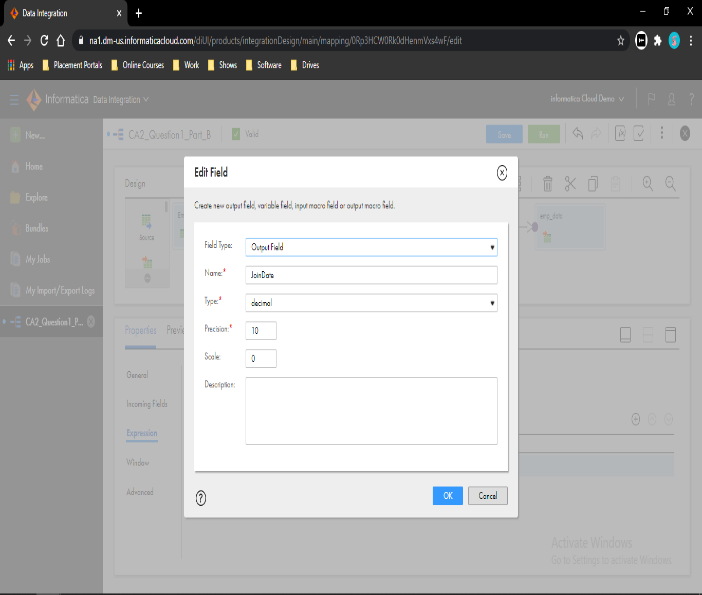 Data Integration
na1.dm-us.informaticacloud.com/diUI/products/integrationDesign/main/mapping/0Rp3HCW0Rk0dHenmVxs4wF/edit
Apps Placement Portals Online Courses Work Shows Software Drives
Informatica Data Integration Informatica Cloud Demo
New...
CA2_Question1_Part_B Valid Save Run
Home
Explore
Bundles
My Jobs
My Import/Export Logs
CA2_Question1_P...
Design
Source
emp_data
Edit Field
Create new output field, variable field, input macro field or output macro field.
Field Type: Output Field
Name:* JoinDate
Type:* decimal
Precision:* 10
Scale: 0
Description:
OK Cancel
Properties
General
Incoming Fields
Expression
Window
Advanced
Activate Windows
Go to Settings to activate Windows.